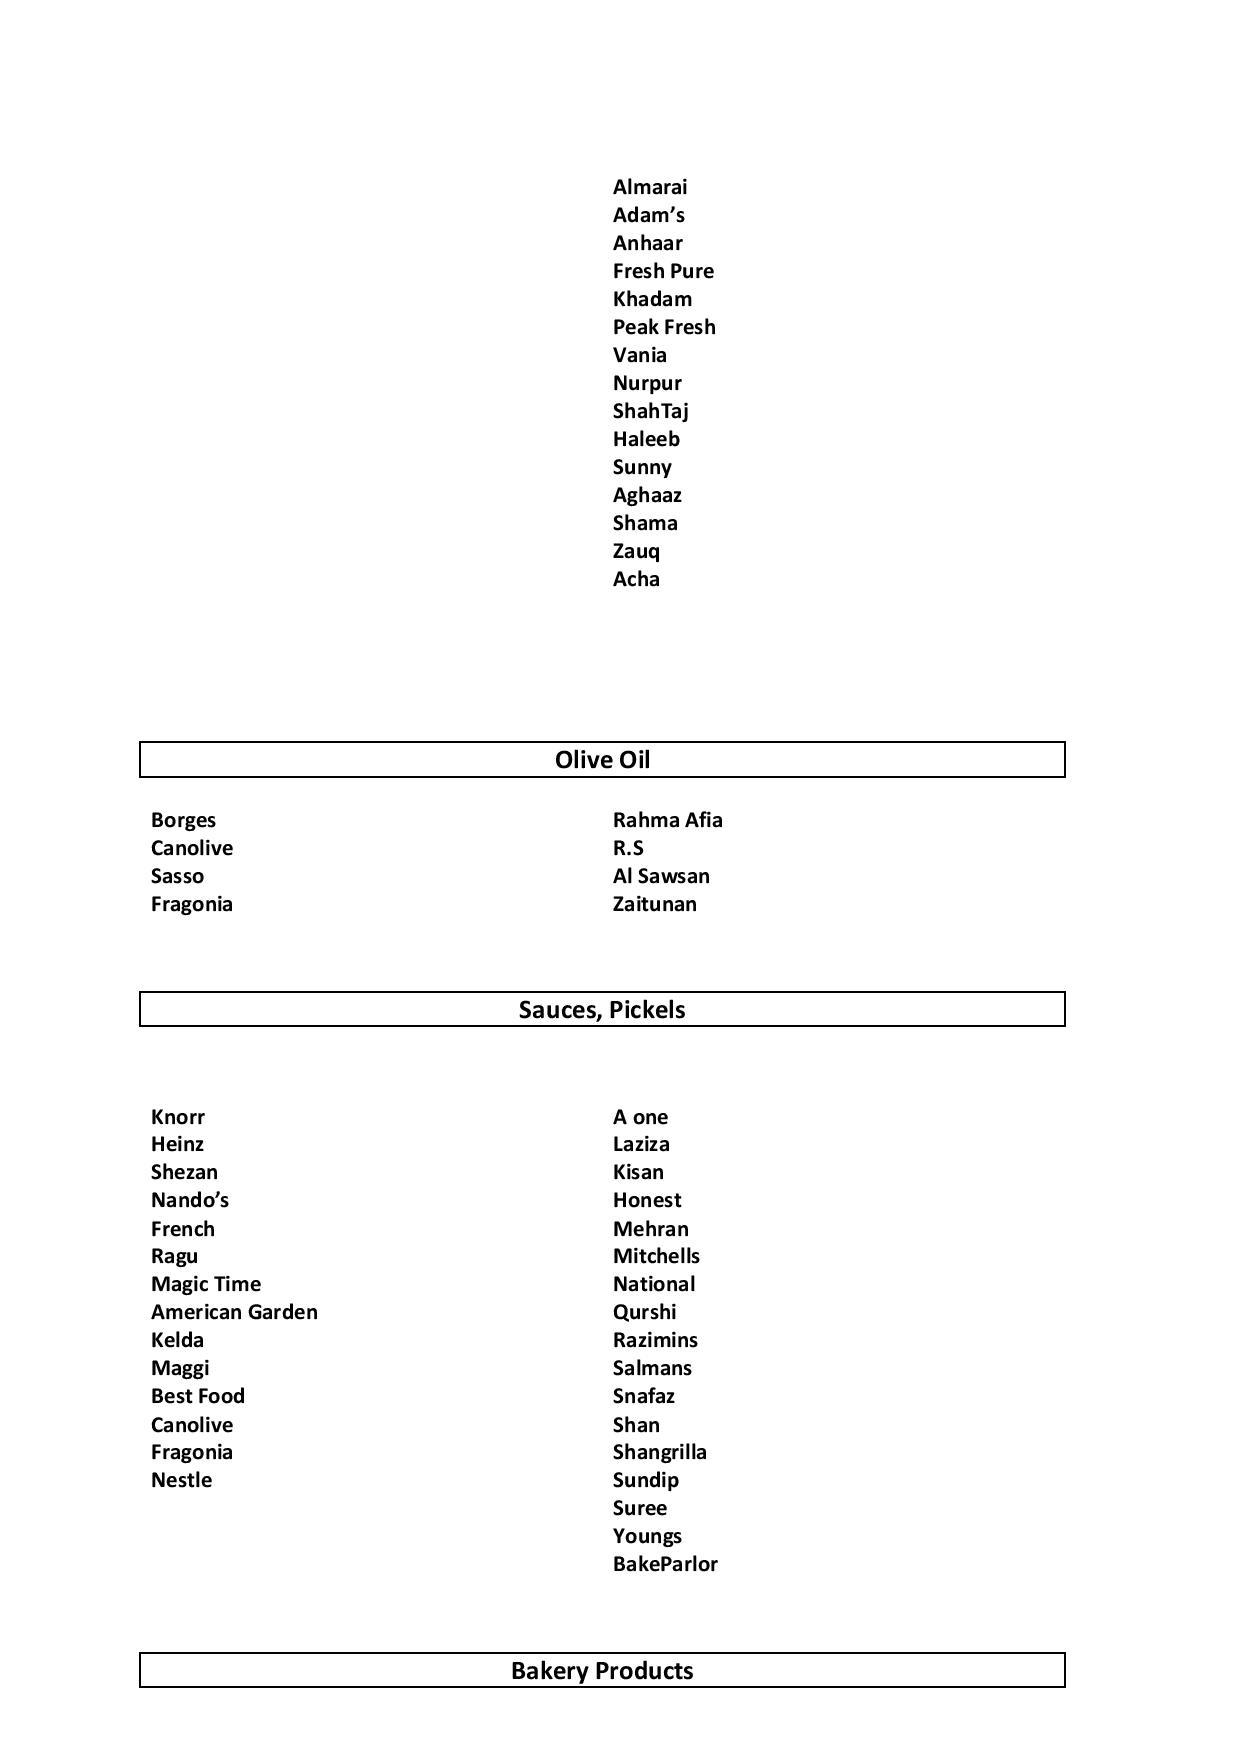 Almarai
Adam’s
Anhaar
Fresh Pure
Khadam
Peak Fresh
Vania
Nurpur
ShahTaj
Haleeb
Sunny
Aghaaz
Shama
Zauq
Acha
Olive Oil
Borges
Canolive
Sasso
Fragonia
Rahma Afia
R.S
Al Sawsan
Zaitunan
Sauces, Pickels
Knorr
Heinz
Shezan
Nando’s
French
Ragu
Magic Time
American Garden
Kelda
Maggi
Best Food
Canolive
Fragonia
Nestle
A one
Laziza
Kisan
Honest
Mehran
Mitchells
National
Qurshi
Razimins
Salmans
Snafaz
Shan
Shangrilla
Sundip
Suree
Youngs
BakeParlor
Bakery Products